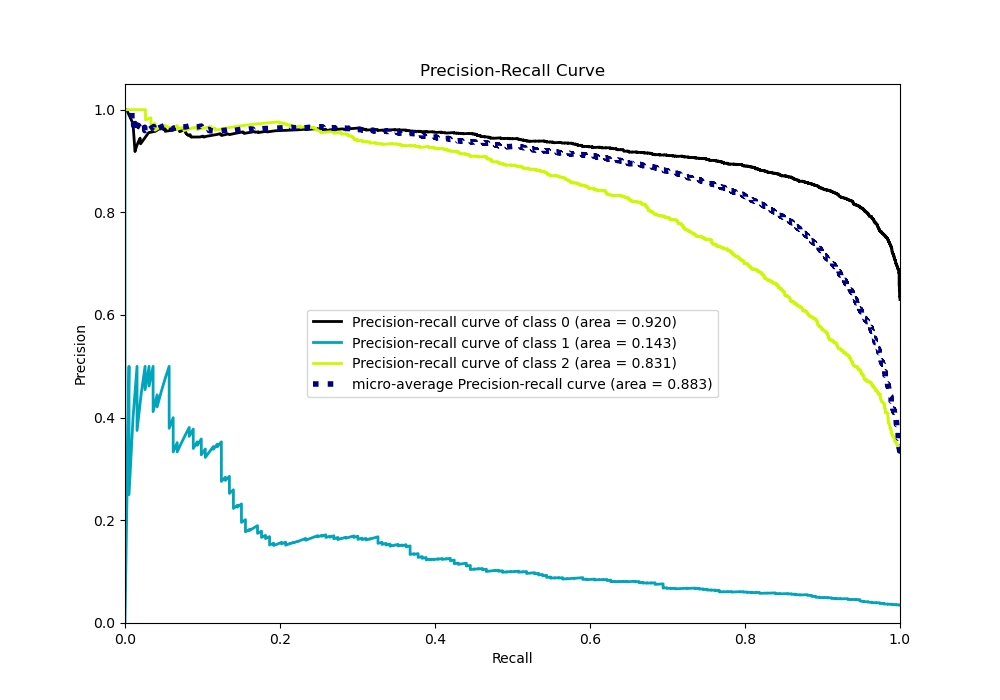 Precision-Recall Curve
Precision
1.0
0.8
0.6
0.4
0.2
0.0
Precision-recall curve of class 0 (area = 0.920)
Precision-recall curve of class 1 (area = 0.143)
Precision-recall curve of class 2 (area = 0.831)
micro-average Precision-recall curve (area = 0.883)
0.0 0.2 0.4 0.6 0.8 1.0
Recall